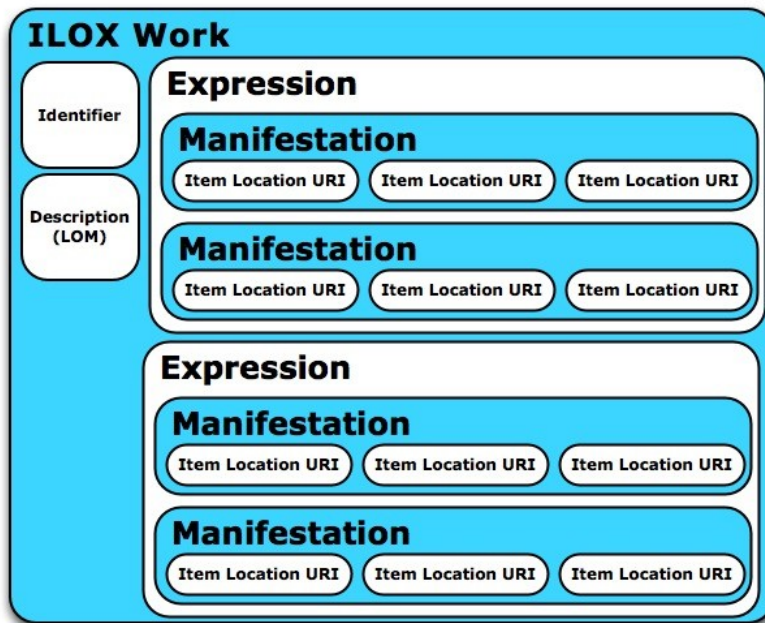 ILOX Work
Identifier
Description
(LOM)
Expression
Manifestation
Item Location URI Item Location URI Item Location URI
Manifestation
Item Location URI Item Location URI Item Location URI
Expression
Manifestation
Item Location URI Item Location URI Item Location URI
Manifestation
Item Location URI Item Location URI Item Location URI